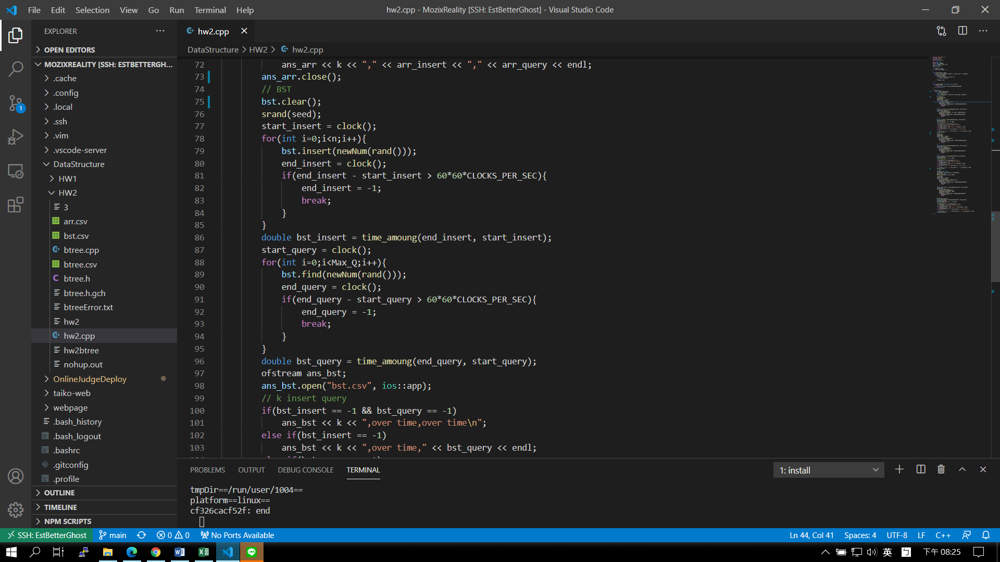 File Edit Selection View Go Run Terminal Help
hw2.cpp - MozixReality [SSH: EstBetterGhost] - Visual Studio Code
EXPLORER
OPEN EDITORS
MOZIXREALITY [SSH: ESTBETTERGH...
.cache
.config
.local
.ssh
.vim
.vscode-server
DataStructure
HW1
HW2
3
arr.csv
bst.csv
btree.cpp
btree.csv
btree.h
btree.h.gch
btreeError.txt
hw2
hw2.cpp
hw2btree
nohup.out
OnlineJudgeDeploy
taiko-web
webpage
.bash_history
.bash_logout
.bashrc
.gitconfig
.profile
OUTLINE
TIMELINE
NPM SCRIPTS
1
hw2.cpp
DataStructure > HW2 > hw2.cpp
72 ans_arr << k << "," << arr_insert << "," << arr_query << endl;
73 ans_arr.close();
74 // BST
75 bst.clear();
76 srand(seed);
77 start_insert = clock();
78 for(int i=0;i<n;i++){
79 bst.insert(newNum(rand()));
80 end_insert = clock();
81 if(end_insert - start_insert > 60*60*CLOCKS_PER_SEC){
82 end_insert = -1;
83 break;
84 }
85 }
86 double bst_insert = time_amoung(end_insert, start_insert);
87 start_query = clock();
88 for(int i=0;i<Max_Q;i++){
89 bst.find(newNum(rand()));
90 end_query = clock();
91 if(end_query - start_query > 60*60*CLOCKS_PER_SEC){
92 end_query = -1;
93 break;
94 }
95 }
96 double bst_query = time_amoung(end_query, start_query);
97 ofstream ans_bst;
98 ans_bst.open("bst.csv", ios::app);
99 // k insert query
100 if(bst_insert == -1 && bst_query == -1)
101 ans_bst << k << ",over time,over time\n";
102 else if(bst_insert == -1)
103 ans_bst << k << ",over time," << bst_query << endl;
PROBLEMS OUTPUT DEBUG CONSOLE TERMINAL
1: install
tmpDir==/run/user/1004==
platform==linux==
cf326cacf52f: end
SSH: EstBetterGhost main 0 0 No Ports Available
Ln 44, Col 41 Spaces: 4 UTF-8 LF C++
英 下午 08:25